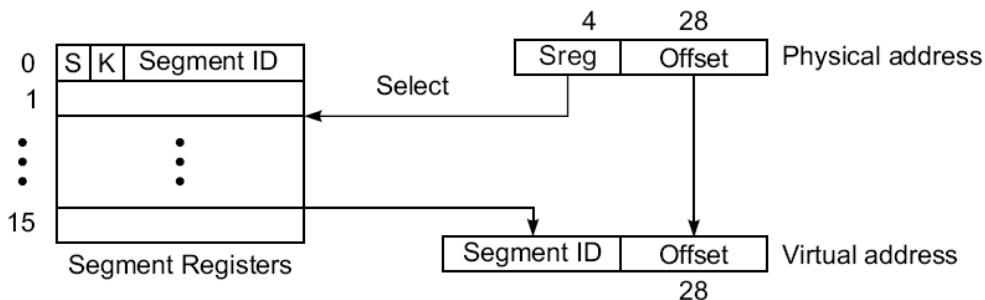 4 28
0 S K Segment ID Sreg Offset Physical address
1 Select
15
Segment ID Offset Virtual address
Segment Registers
28